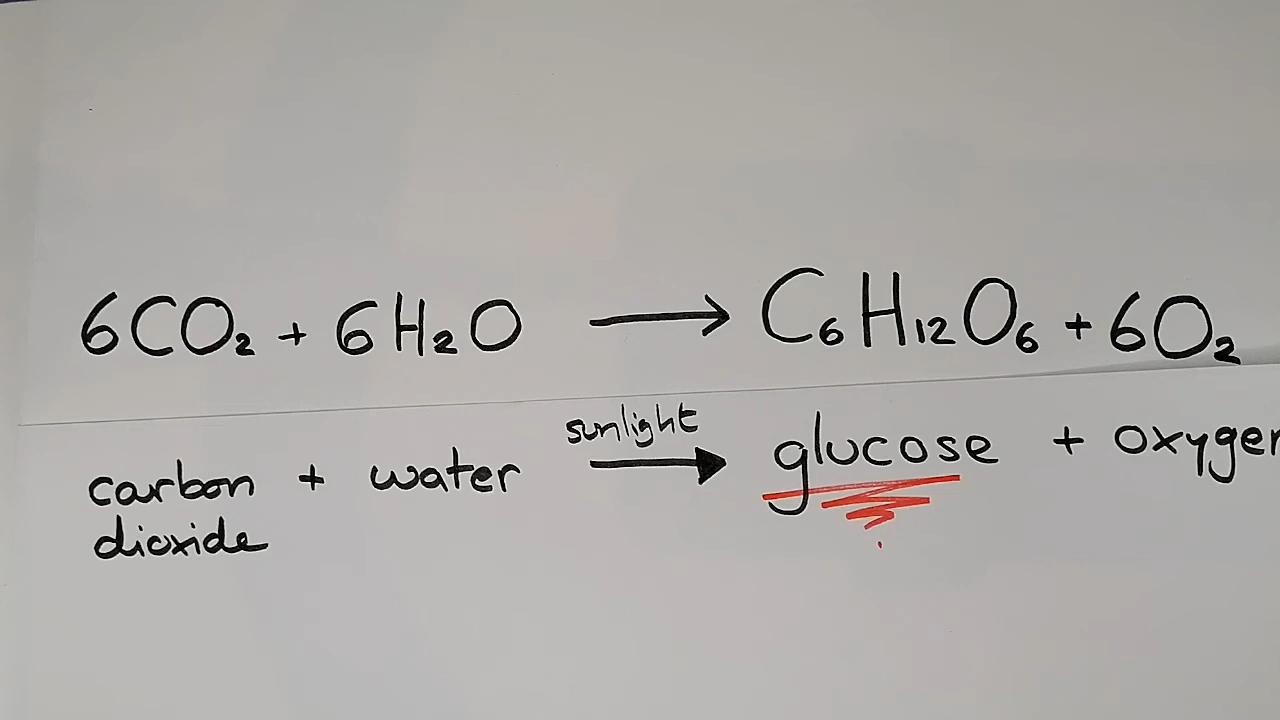 6CO₂ + 6H₂O → C₆H₁₂O₆ + 6O₂
sunlight
carbon + water → glucose + oxygen
dioxide